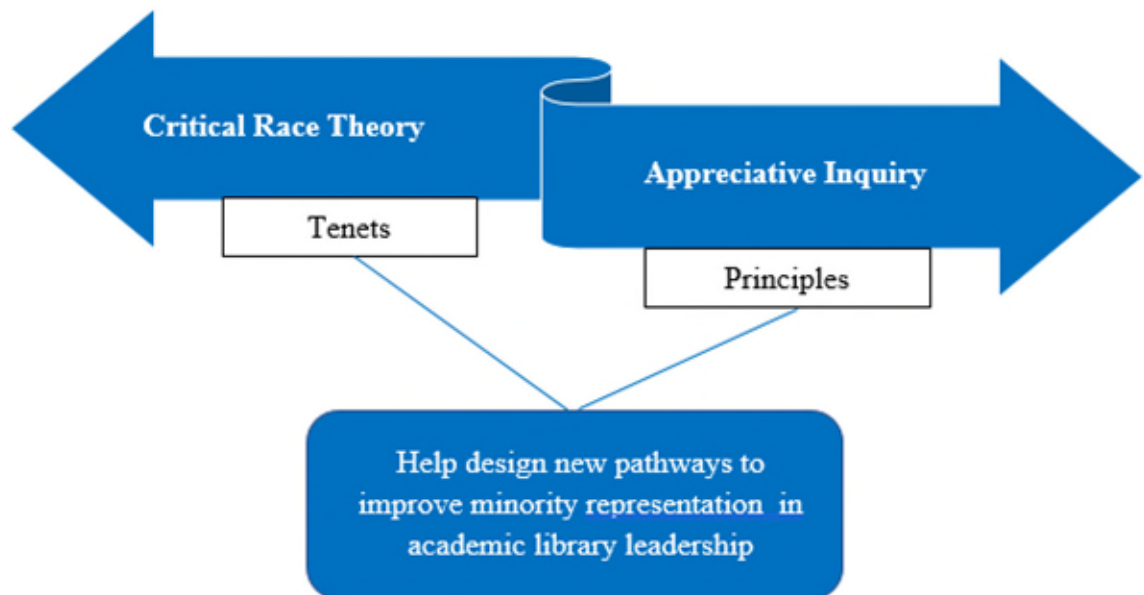 Critical Race Theory
Appreciative Inquiry
Tenets
Principles
Help design new pathways to
improve minority representation in
academic library leadership